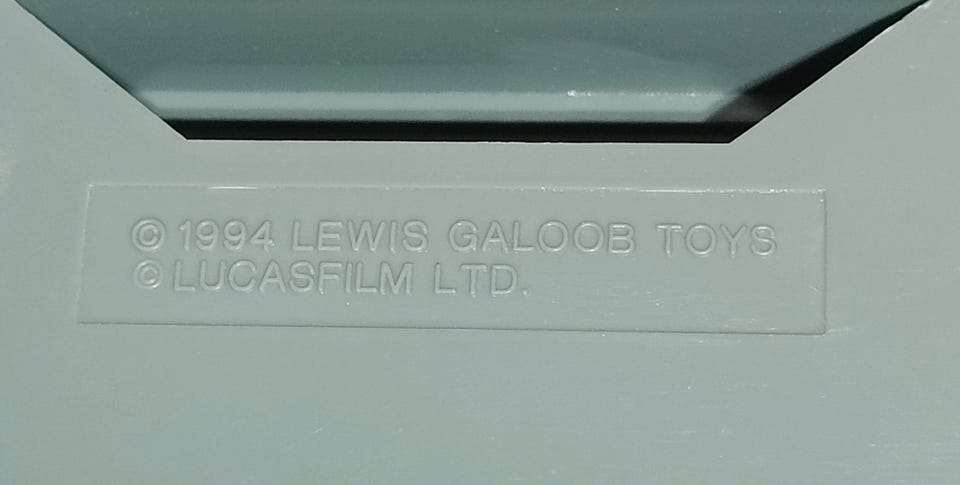 © 1994 LEWIS GALOOB TOYS
© LUCASFILM LTD.